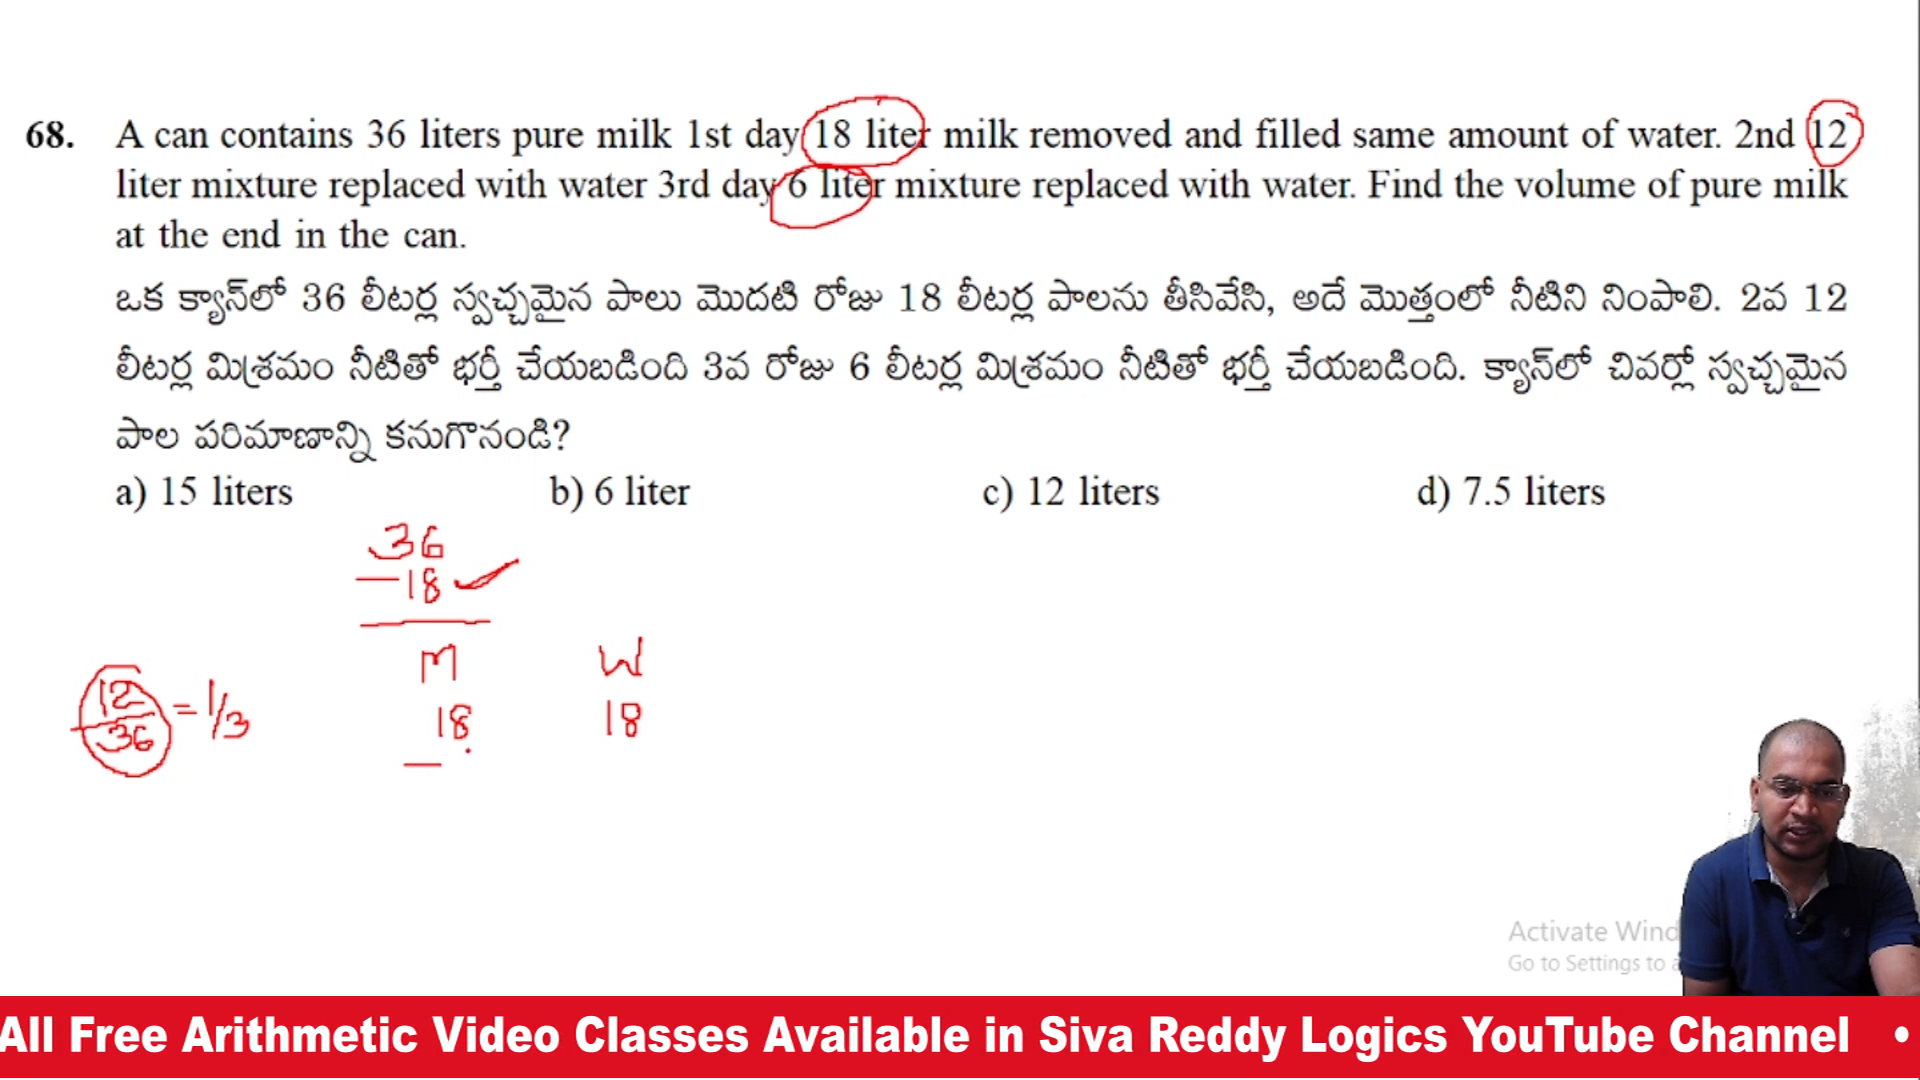 68. A can contains 36 liters pure milk 1st day 18 liter milk removed and filled same amount of water. 2nd 12
liter mixture replaced with water 3rd day 6 liter mixture replaced with water. Find the volume of pure milk
at the end in the can.
ఒక క్యాన్‌లో 36 లీటర్ల స్వచ్చమైన పాలు మొదటి రోజు 18 లీటర్ల పాలను తీసివేసి, అదే మొత్తంలో నీటిని నింపాలి. 2వ 12
లీటర్ల మిశ్రమం నీటితో భర్తీ చేయబడింది 3వ రోజు 6 లీటర్ల మిశ్రమం నీటితో భర్తీ చేయబడింది. క్యాన్‌లో చివర్లో స్వచ్చమైన
పాల పరిమాణాన్ని కనుగొనండి?
a) 15 liters b) 6 liter c) 12 liters d) 7.5 liters
36
-18
M W
12/36 = 1/3 18 18
Activate Wind
Go to Settings to a
All Free Arithmetic Video Classes Available in Siva Reddy Logics YouTube Channel •